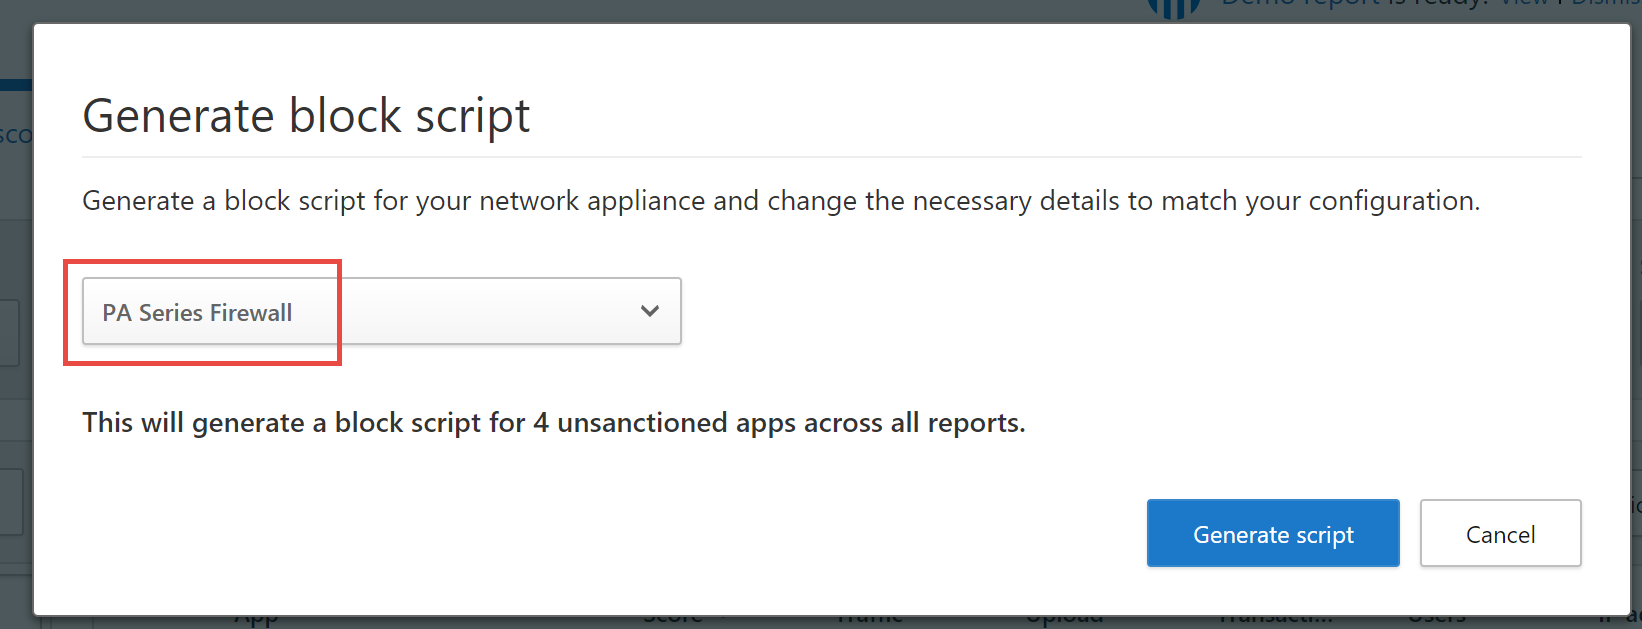 Demo report is ready. View | Dismiss
sco
Generate block script
Generate a block script for your network appliance and change the necessary details to match your configuration.
PA Series Firewall
This will generate a block script for 4 unsanctioned apps across all reports.
Generate script
Cancel
App Score Traffic Upload Transacti... Users IP ad